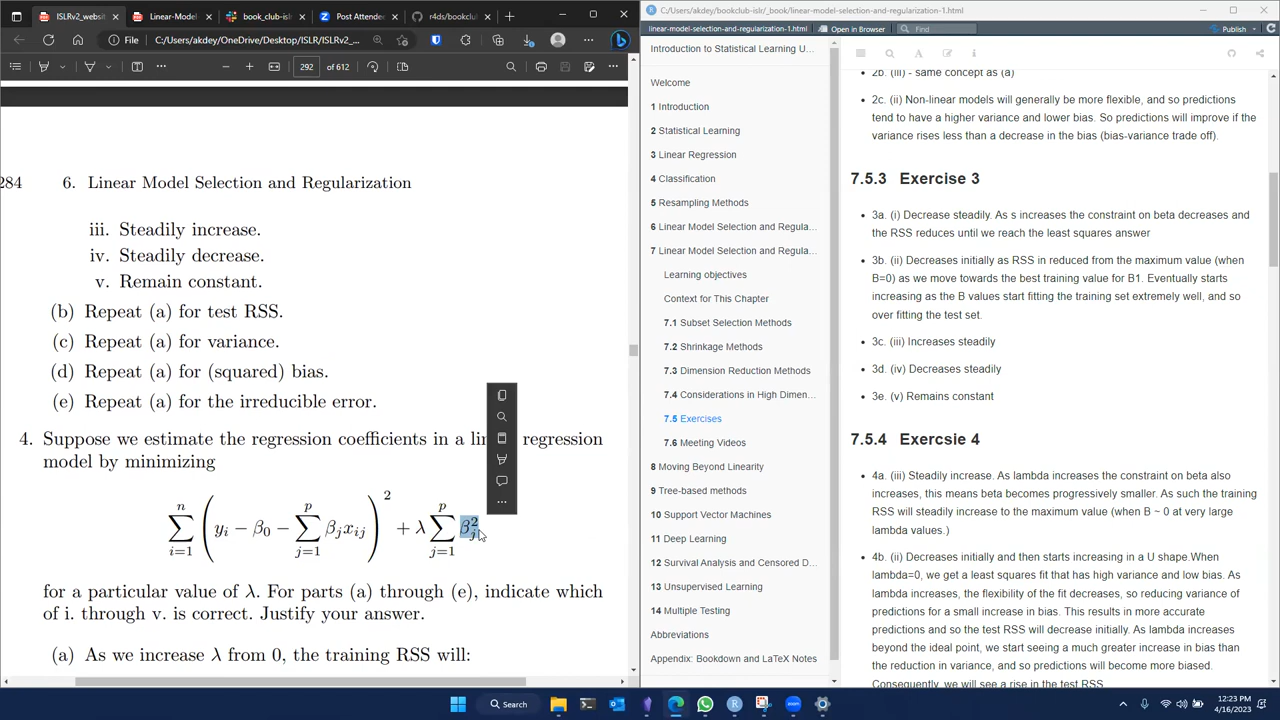 ISLRv2_websit
Linear-Model
book_club-isl
Post Attendee
r4ds/bookclu
C:/Users/akdey/OneDrive/Desktop/ISLR/ISLRv2_...
292 of 612
284 6. Linear Model Selection and Regularization
iii. Steadily increase.
iv. Steadily decrease.
v. Remain constant.
(b) Repeat (a) for test RSS.
(c) Repeat (a) for variance.
(d) Repeat (a) for (squared) bias.
(e) Repeat (a) for the irreducible error.
4. Suppose we estimate the regression coefficients in a lin regression
model by minimizing
∑ i=1 n ( y_i − β_0 − ∑ j=1 p β_j x_ij )^2 + λ ∑ j=1 p β_j^2
for a particular value of λ. For parts (a) through (e), indicate which
of i. through v. is correct. Justify your answer.
(a) As we increase λ from 0, the training RSS will:
C:/Users/akdey/bookclub-islr/_book/linear-model-selection-and-regularization-1.html
linear-model-selection-and-regularization-1.html
Open in Browser
Find
Publish
Introduction to Statistical Learning U...
Welcome
1 Introduction
2 Statistical Learning
3 Linear Regression
4 Classification
5 Resampling Methods
6 Linear Model Selection and Regula...
7 Linear Model Selection and Regula...
Learning objectives
Context for This Chapter
7.1 Subset Selection Methods
7.2 Shrinkage Methods
7.3 Dimension Reduction Methods
7.4 Considerations in High Dimen...
7.5 Exercises
7.6 Meeting Videos
8 Moving Beyond Linearity
9 Tree-based methods
10 Support Vector Machines
11 Deep Learning
12 Survival Analysis and Censored D...
13 Unsupervised Learning
14 Multiple Testing
Abbreviations
Appendix: Bookdown and LaTeX Notes
2b. (iii) - same concept as (a)
2c. (ii) Non-linear models will generally be more flexible, and so predictions
tend to have a higher variance and lower bias. So predictions will improve if the
variance rises less than a decrease in the bias (bias-variance trade off).
7.5.3 Exercise 3
3a. (i) Decrease steadily. As s increases the constraint on beta decreases and
the RSS reduces until we reach the least squares answer
3b. (ii) Decreases initially as RSS in reduced from the maximum value (when
B=0) as we move towards the best training value for B1. Eventually starts
increasing as the B values start fitting the training set extremely well, and so
over fitting the test set.
3c. (iii) Increases steadily
3d. (iv) Decreases steadily
3e. (v) Remains constant
7.5.4 Exercsie 4
4a. (iii) Steadily increase. As lambda increases the constraint on beta also
increases, this means beta becomes progressively smaller. As such the training
RSS will steadily increase to the maximum value (when B ~ 0 at very large
lambda values.)
4b. (ii) Decreases initially and then starts increasing in a U shape.When
lambda=0, we get a least squares fit that has high variance and low bias. As
lambda increases, the flexibility of the fit decreases, so reducing variance of
predictions for a small increase in bias. This results in more accurate
predictions and so the test RSS will decrease initially. As lambda increases
beyond the ideal point, we start seeing a much greater increase in bias than
the reduction in variance, and so predictions will become more biased.
Consequently, we will see a rise in the test RSS
Search
12:23 PM
4/16/2023